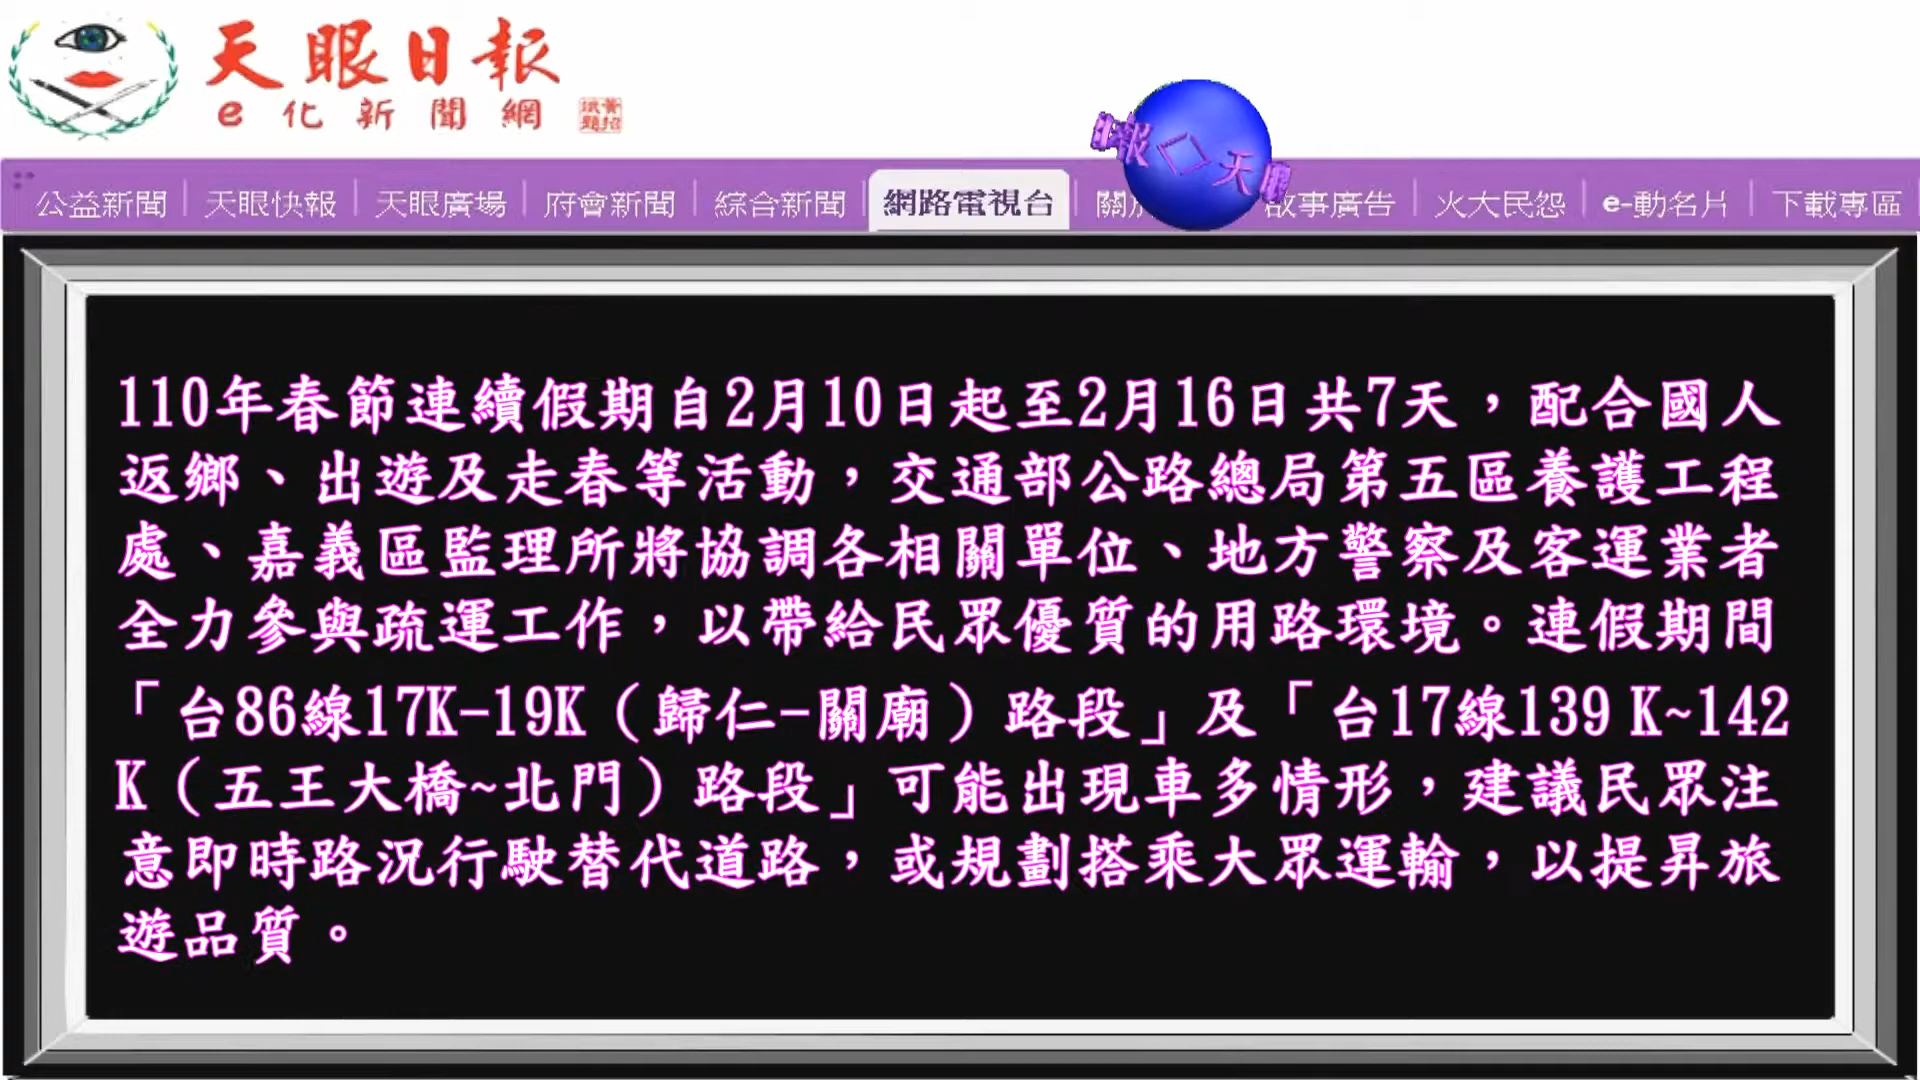 天眼日報
e化新聞網
公益新聞
天眼快報
天眼廣場
府會新聞
綜合新聞
網路電視台
故事廣告
火大民怨
e-動名片
下載專區
110年春節連續假期自2月10日起至2月16日共7天，配合國人
返鄉、出遊及走春等活動，交通部公路總局第五區養護工程
處、嘉義區監理所將協調各相關單位、地方警察及客運業者
全力參與疏運工作，以帶給民眾優質的用路環境。連假期間
「台86線17K-19K（歸仁-關廟）路段」及「台17線139 K~142
K（五王大橋~北門）路段」可能出現車多情形，建議民眾注
意即時路況行駛替代道路，或規劃搭乘大眾運輸，以提昇旅
遊品質。